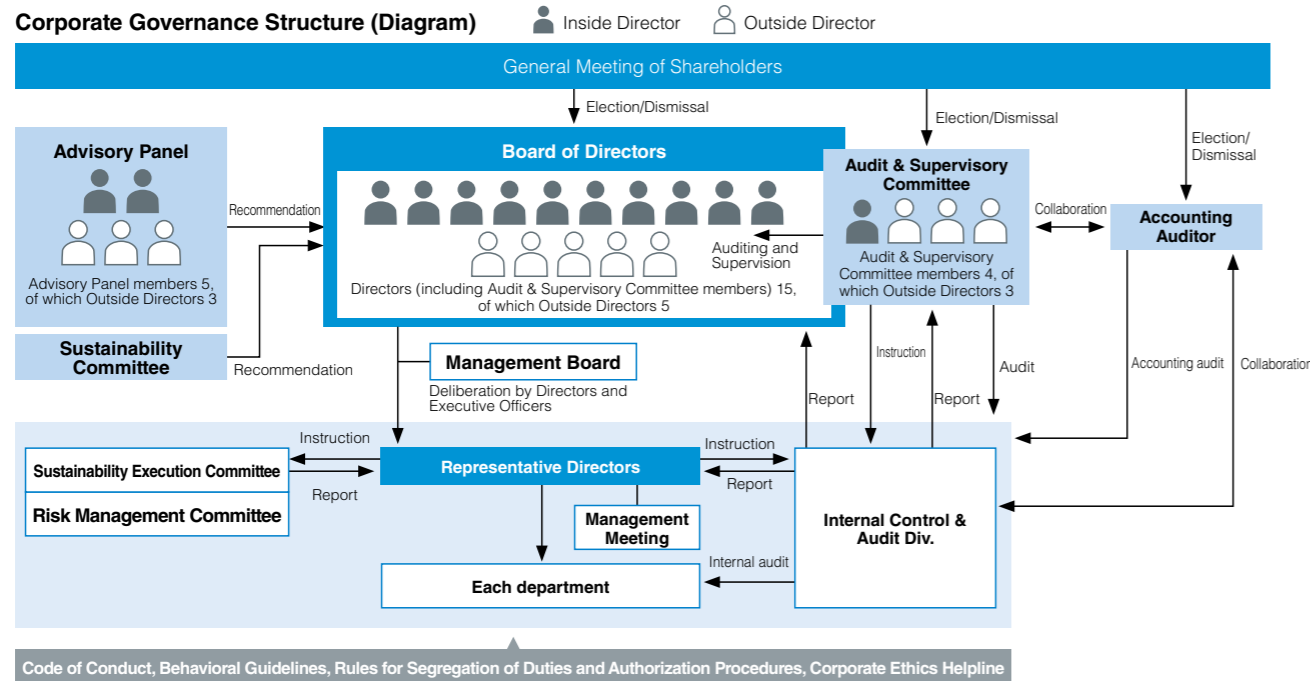 Corporate Governance Structure (Diagram)
Inside Director
Outside Director
General Meeting of Shareholders
Election/Dismissal
Election/Dismissal
Election/
Dismissal
Advisory Panel
Advisory Panel members 5,
of which Outside Directors 3
Recommendation
Board of Directors
Directors (including Audit & Supervisory Committee members) 15,
of which Outside Directors 5
Auditing and
Supervision
Audit & Supervisory
Committee
Audit & Supervisory
Committee members 4, of
which Outside Directors 3
Collaboration
Accounting
Auditor
Sustainability
Committee
Recommendation
Management Board
Deliberation by Directors and
Executive Officers
Report
Instruction
Report
Audit
Accounting audit
Collaboration
Sustainability Execution Committee
Risk Management Committee
Instruction
Report
Representative Directors
Instruction
Report
Management
Meeting
Internal Control &
Audit Div.
Internal audit
Each department
Code of Conduct, Behavioral Guidelines, Rules for Segregation of Duties and Authorization Procedures, Corporate Ethics Helpline